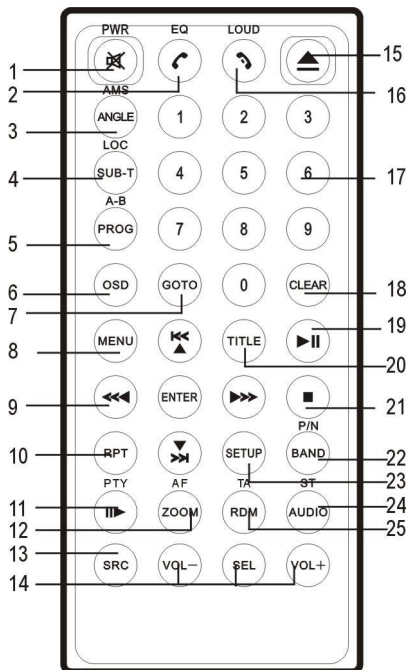 PWR EQ LOUD
1 2 15 16
AMS
3 ANGLE 1 2 3
LOC
4 SUB-T 4 5 6 17
A-B
5 PROG 7 8 9
6 OSD GOTO 0 CLEAR 18
7
8 MENU TITLE 19
20
9 ENTER 21
P/N
10 RPT SETUP BAND 22
23
PTY AF TA ST
11 ZOOM RDM AUDIO 24
12 25
13 SRC VOL- SEL VOL+
14